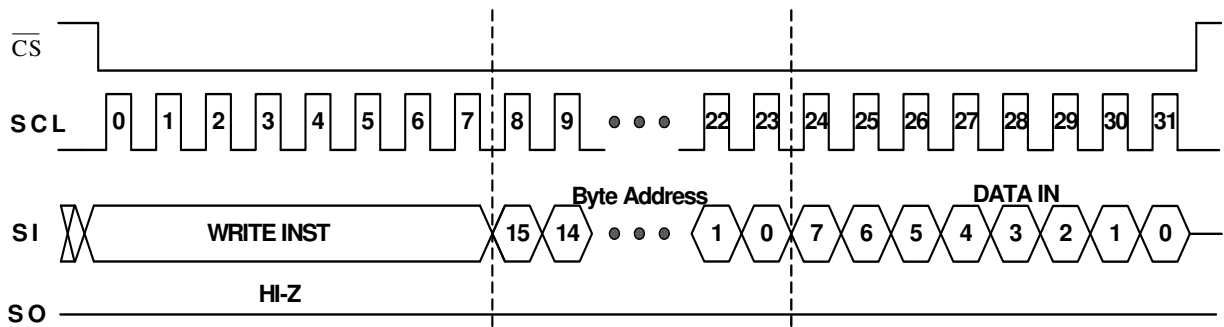 CS
SCL 0 1 2 3 4 5 6 7 8 9 22 23 24 25 26 27 28 29 30 31
Byte Address DATA IN
SI WRITE INST 15 14 1 0 7 6 5 4 3 2 1 0
HI-Z
SO